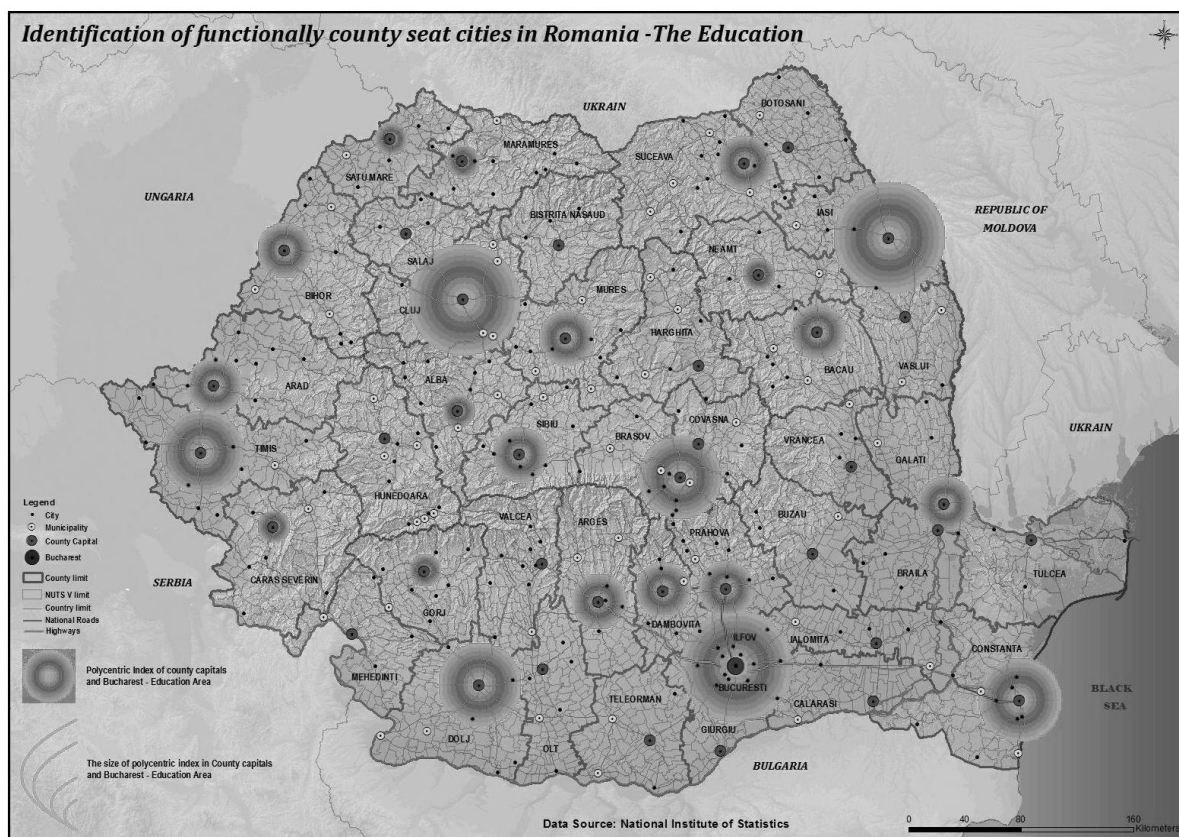 Identification of functionally county seat cities in Romania -The Education
UKRAIN
BOTOSANI
MARAMURES
SUCEAVA
SATU MARE
UNGARIA
BISTRITA NASAUD
IASI
REPUBLIC OF
MOLDOVA
NEAMT
SALAJ
MURES
BIHOR
CLUJ
HARGHITA
VASLUI
BACAU
ALBA
ARAD
COVASNA
SIBIU
BRASOV
VRANCEA
UKRAIN
TIMIS
GALATI
HUNEDOARA
VALCEA
ARGES
BUZAU
PRAHOVA
Legend
City
Municipality
County Capital
Bucharest
County limit
NUTS V limit
Country limit
National Roads
Highways
SERBIA
CARAS SEVERIN
BRAILA
TULCEA
GORJ
DAMBOVITA
ILFOV
IALOMITA
CONSTANTA
Polycentric Index of county capitals
and Bucharest - Education Area
MEHEDINTI
BUCURESTI
TELEORMAN
CALARASI
BLACK
SEA
GIURGIU
DOLJ
OLT
The size of polycentric index in County capitals
and Bucharest - Education Area
BULGARIA
Data Source: National Institute of Statistics
0 20 40 80 120 160
Kilometers